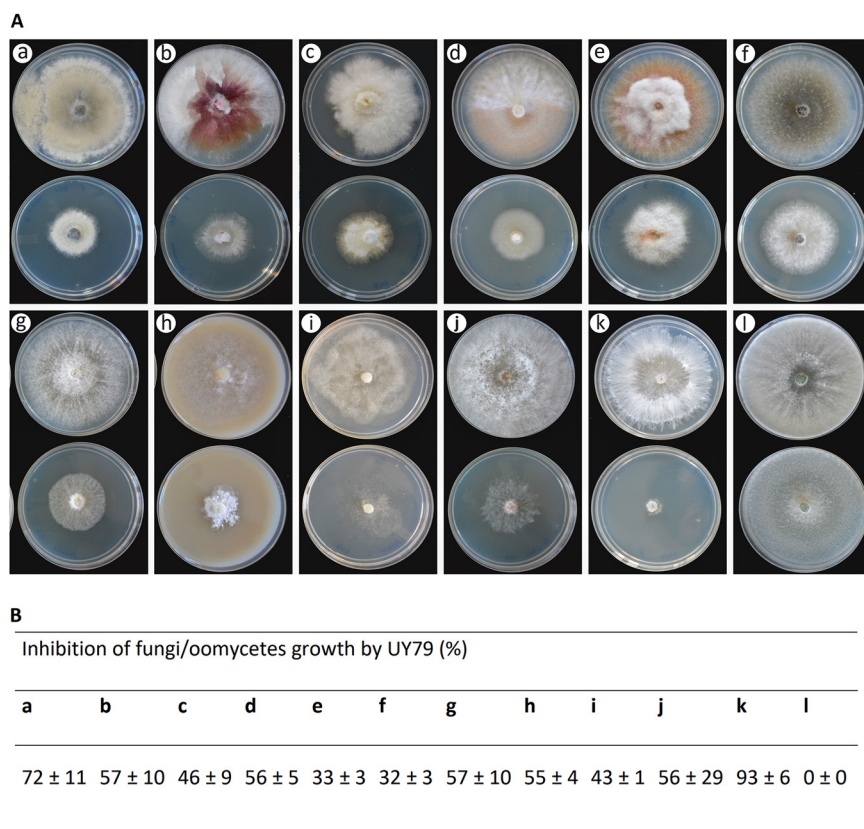 A
a b c d e f
g h i j k l
B
Inhibition of fungi/oomycetes growth by UY79 (%)
a b c d e f g h i j k l
72 ± 11 57 ± 10 46 ± 9 56 ± 5 33 ± 3 32 ± 3 57 ± 10 55 ± 4 43 ± 1 56 ± 29 93 ± 6 0 ± 0